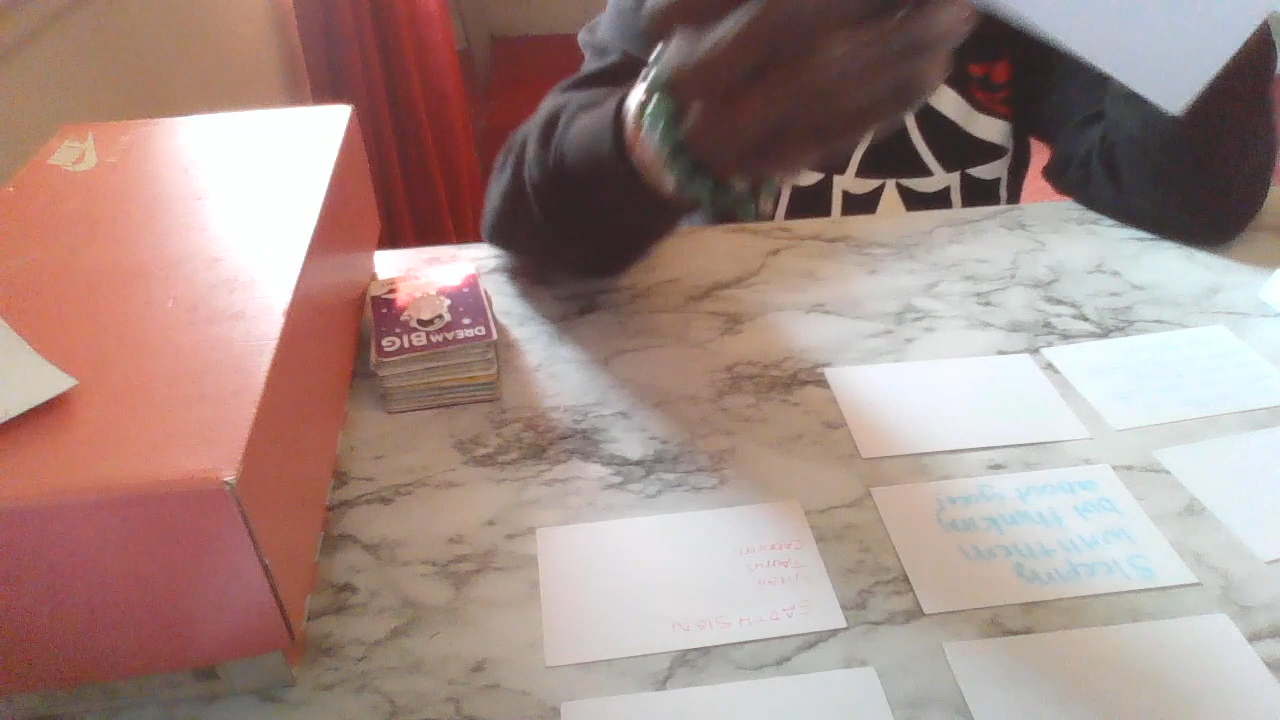 DREAM
BIG
EARTH SIGN
VIRGO
TAURUS
CAPRICORN
Sleeping
with them
but thinking
about you?